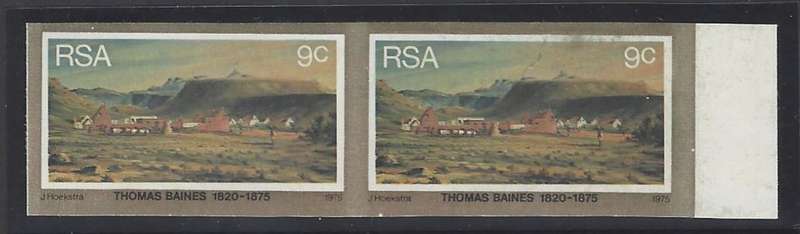 RSA 9c
J Hoekstra THOMAS BAINES 1820-1875 1975
RSA 9c
J Hoekstra THOMAS BAINES 1820-1875 1975